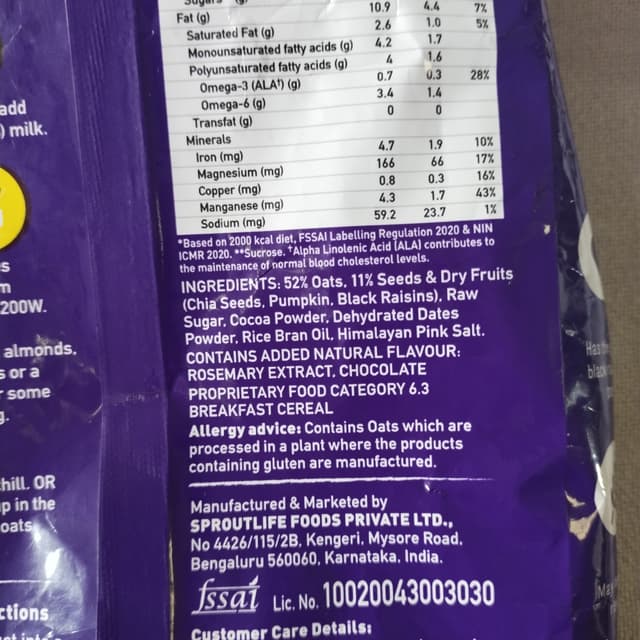 Sugars (g)
Fat (g) 10.9 4.4 7%
Saturated Fat (g) 2.6 1.0 5%
Monounsaturated fatty acids (g) 4.2 1.7
Polyunsaturated fatty acids (g) 4 1.6
Omega-3 (ALA†) (g) 0.7 0.3 28%
Omega-6 (g) 3.4 1.4
Transfat (g) 0 0
Minerals
Iron (mg) 4.7 1.9 10%
Magnesium (mg) 166 66 17%
Copper (mg) 0.8 0.3 16%
Manganese (mg) 4.3 1.7 43%
Sodium (mg) 59.2 23.7 1%
*Based on 2000 kcal diet, FSSAI Labelling Regulation 2020 & NIN
ICMR 2020. **Sucrose. †Alpha Linolenic Acid (ALA) contributes to
the maintenance of normal blood cholesterol levels.
INGREDIENTS: 52% Oats, 11% Seeds & Dry Fruits
(Chia Seeds, Pumpkin, Black Raisins), Raw
Sugar, Cocoa Powder, Dehydrated Dates
Powder, Rice Bran Oil, Himalayan Pink Salt.
CONTAINS ADDED NATURAL FLAVOUR:
ROSEMARY EXTRACT, CHOCOLATE
PROPRIETARY FOOD CATEGORY 6.3
BREAKFAST CEREAL
Allergy advice: Contains Oats which are
processed in a plant where the products
containing gluten are manufactured.
Manufactured & Marketed by
SPROUTLIFE FOODS PRIVATE LTD.,
No 4426/115/2B, Kengeri, Mysore Road,
Bengaluru 560060, Karnataka, India.
fssai Lic. No. 10020043003030
Customer Care Details:
add
) milk.
200W.
almonds.
s or a
some
hill. OR
p in the
oats
ctions